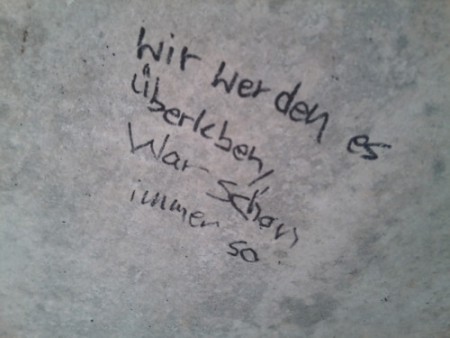 Wir werden es
überleben,
War schon
immer so